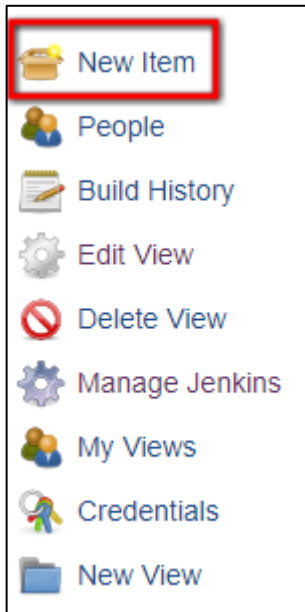 New Item
People
Build History
Edit View
Delete View
Manage Jenkins
My Views
Credentials
New View